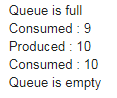 Queue is full
Consumed : 9
Produced : 10
Consumed : 10
Queue is empty